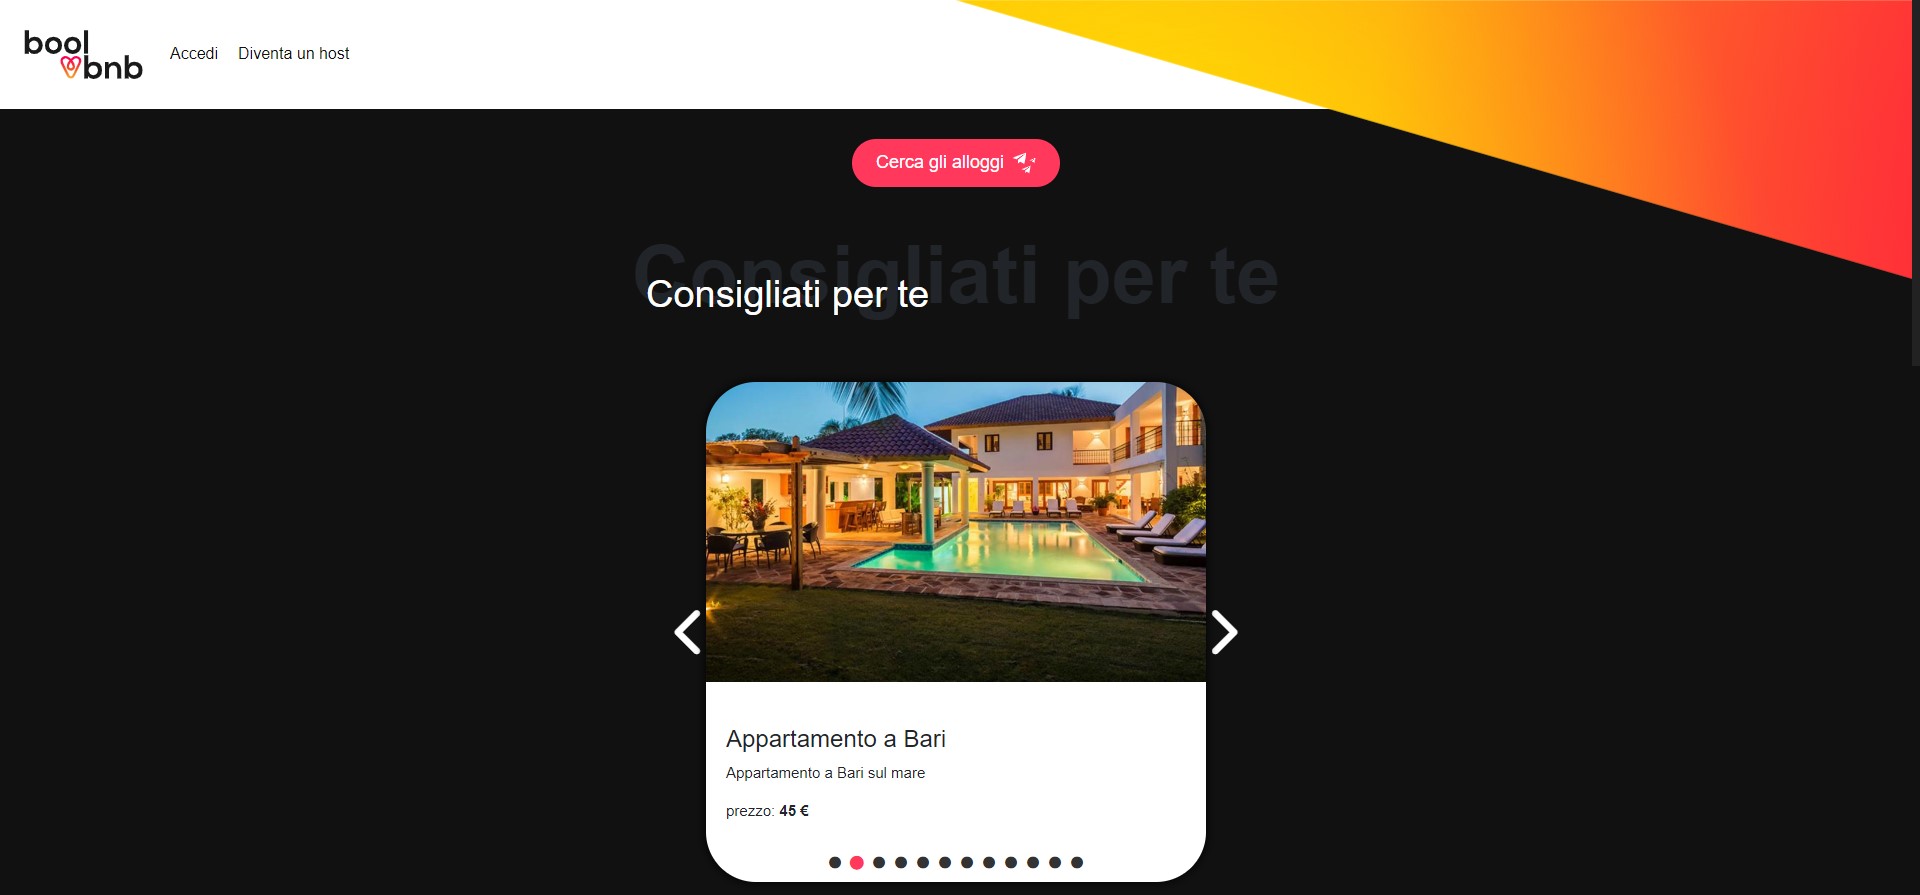 bool
bnb
Accedi
Diventa un host
Cerca gli alloggi
Consigliati per te
Consigliati per te
Appartamento a Bari
Appartamento a Bari sul mare
prezzo: 45 €